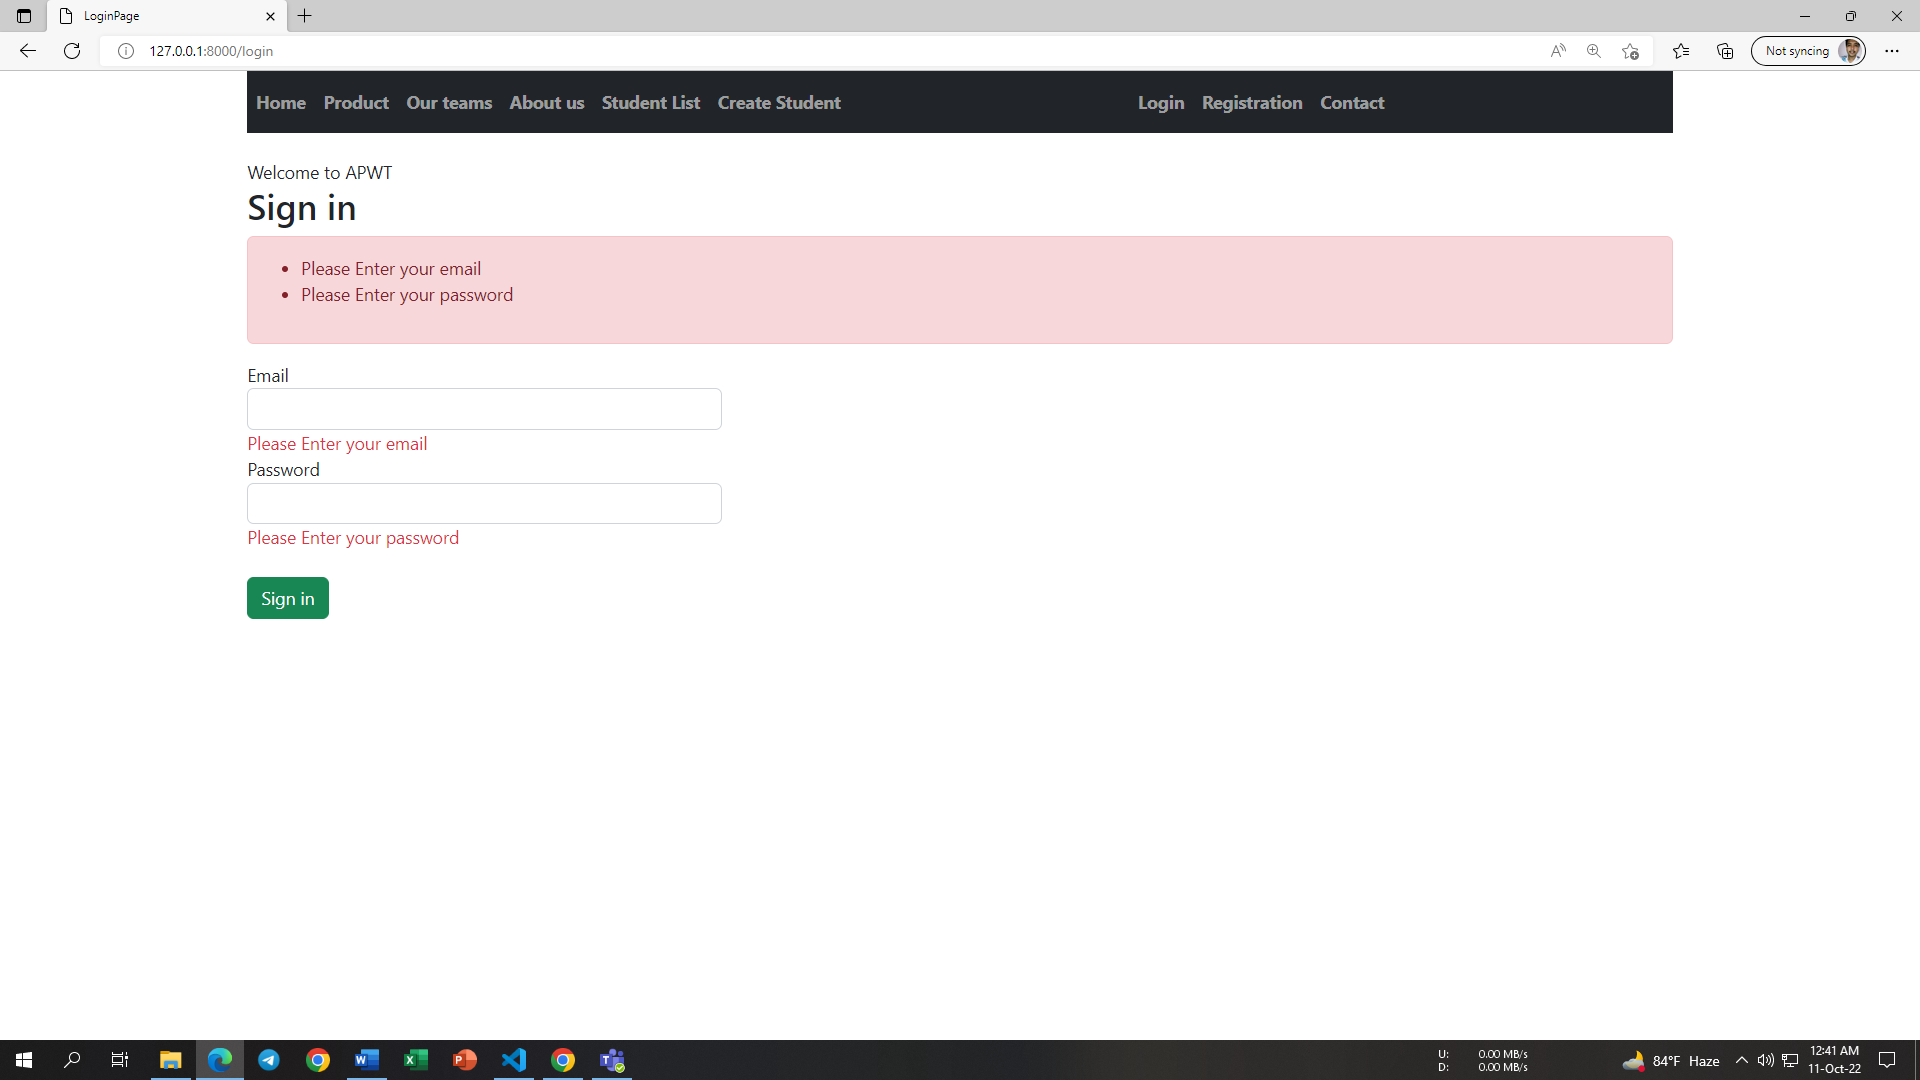 LoginPage
127.0.0.1:8000/login
Not syncing
Home Product Our teams About us Student List Create Student Login Registration Contact
Welcome to APWT
Sign in
Please Enter your email
Please Enter your password
Email
Please Enter your email
Password
Please Enter your password
Sign in
U: 0.00 MB/s
D: 0.00 MB/s
84°F Haze
12:41 AM
11-Oct-22